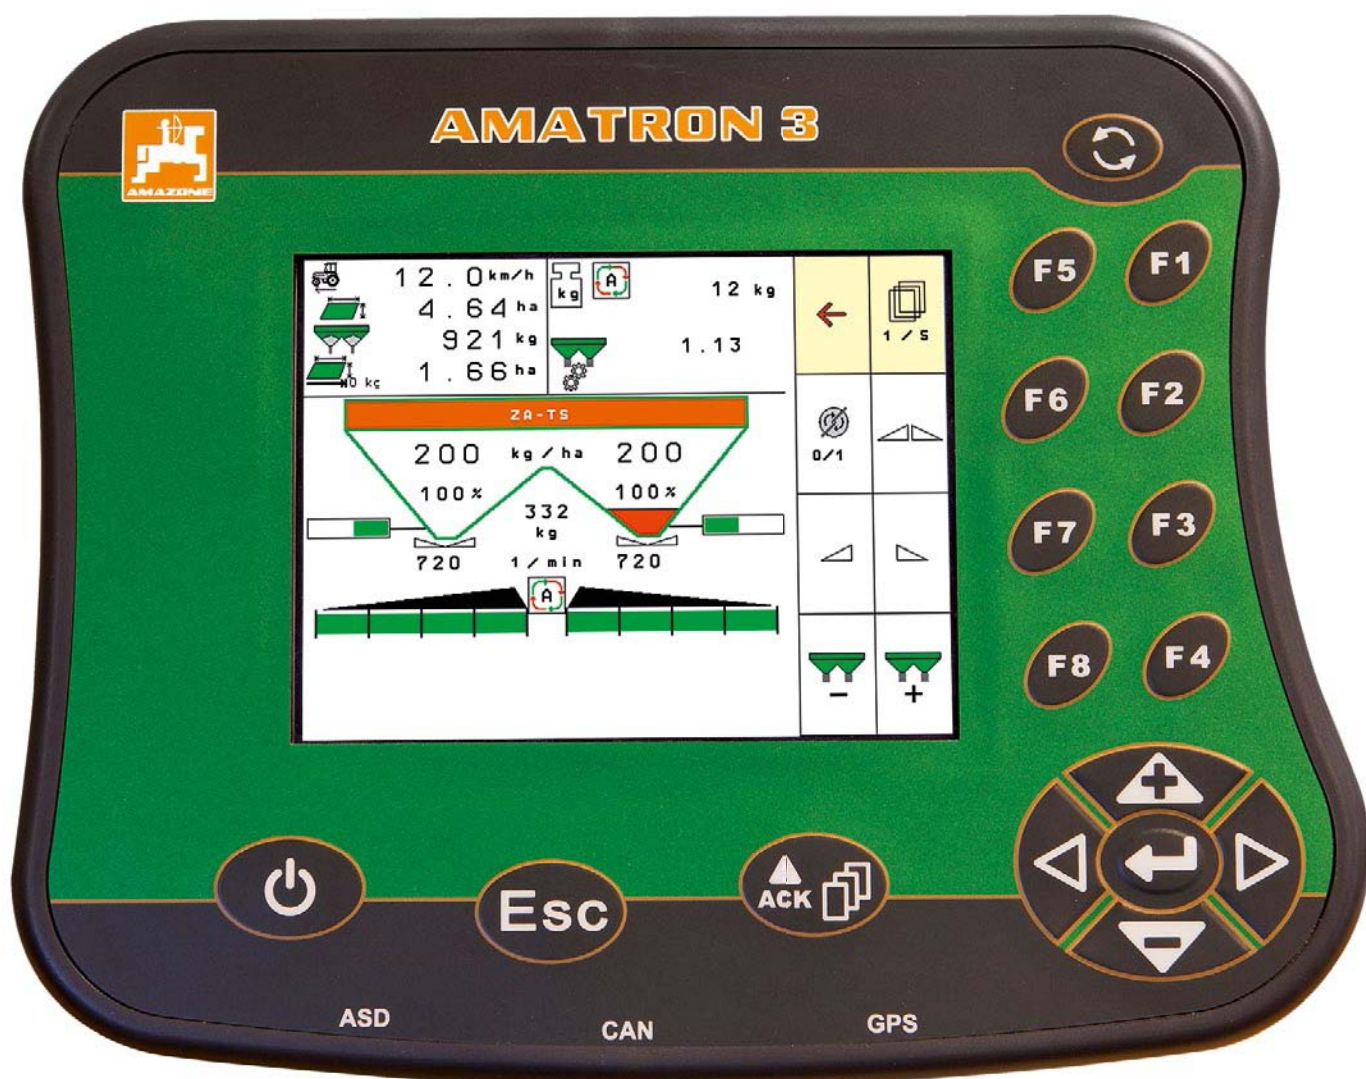 AMATRON 3
AMAZONE
12.0 km/h
4.64 ha
921 kg
1.66 ha
kg
A
12 kg
1.13
1/5
ZA-TS
200 kg/ha 200
100% 100%
332
kg
720 1/min 720
A
0/1
-
+
F5 F1
F6 F2
F7 F3
F8 F4
Esc
ACK
ASD
CAN
GPS